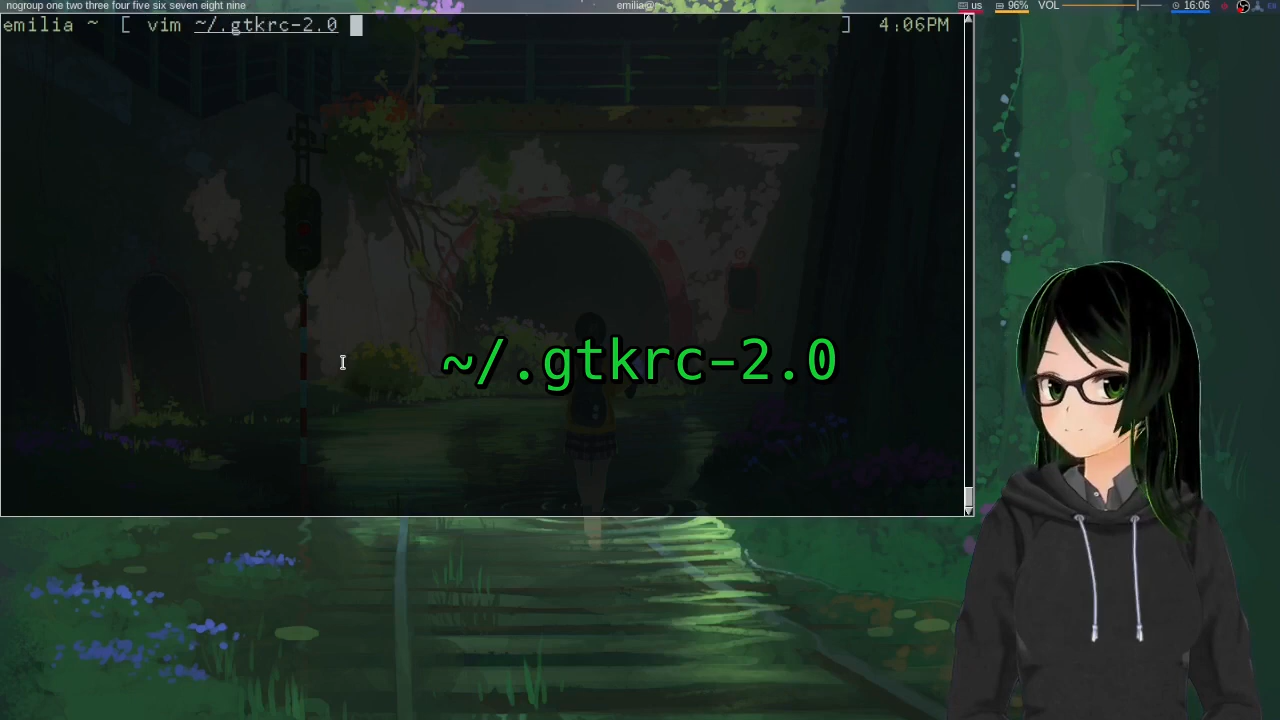 nogroup one two three four five six seven eight nine
emilia@
us 96% VOL 16:06
emilia ~ [ vim ~/.gtkrc-2.0 ] 4:06PM
~/.gtkrc-2.0